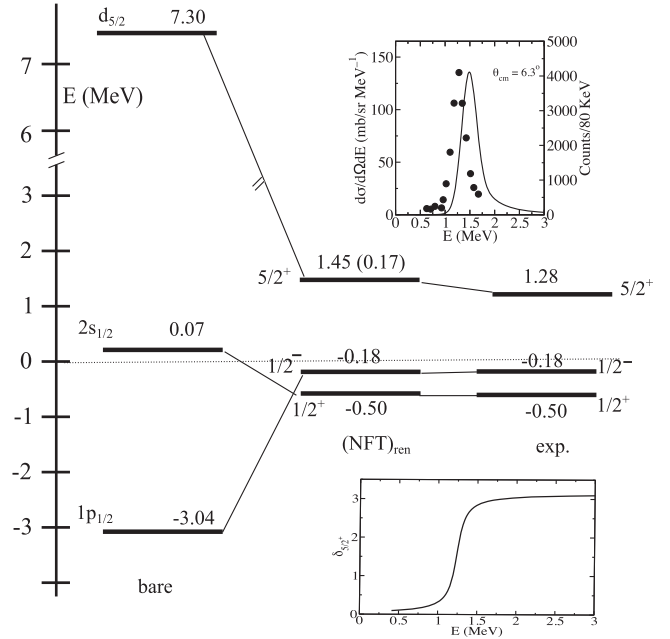 d5/2 7.30
7
E (MeV)
6
3
2
1
0
-1
-2
-3
2s1/2 0.07
1p1/2 -3.04
bare
5/2+ 1.45 (0.17)
1/2− -0.18
1/2+ -0.50
(NFT)ren
1.28 5/2+
-0.18 1/2−
-0.50 1/2+
exp.
150
100
50
0
dσ/dΩdE (mb/sr MeV−1)
θcm = 6.3°
5000
4000
3000
2000
1000
0
Counts/80 KeV
0 0.5 1 1.5 2 2.5 3
E (MeV)
3
2
1
0
δ5/2+
0 0.5 1 1.5 2 2.5 3
E (MeV)